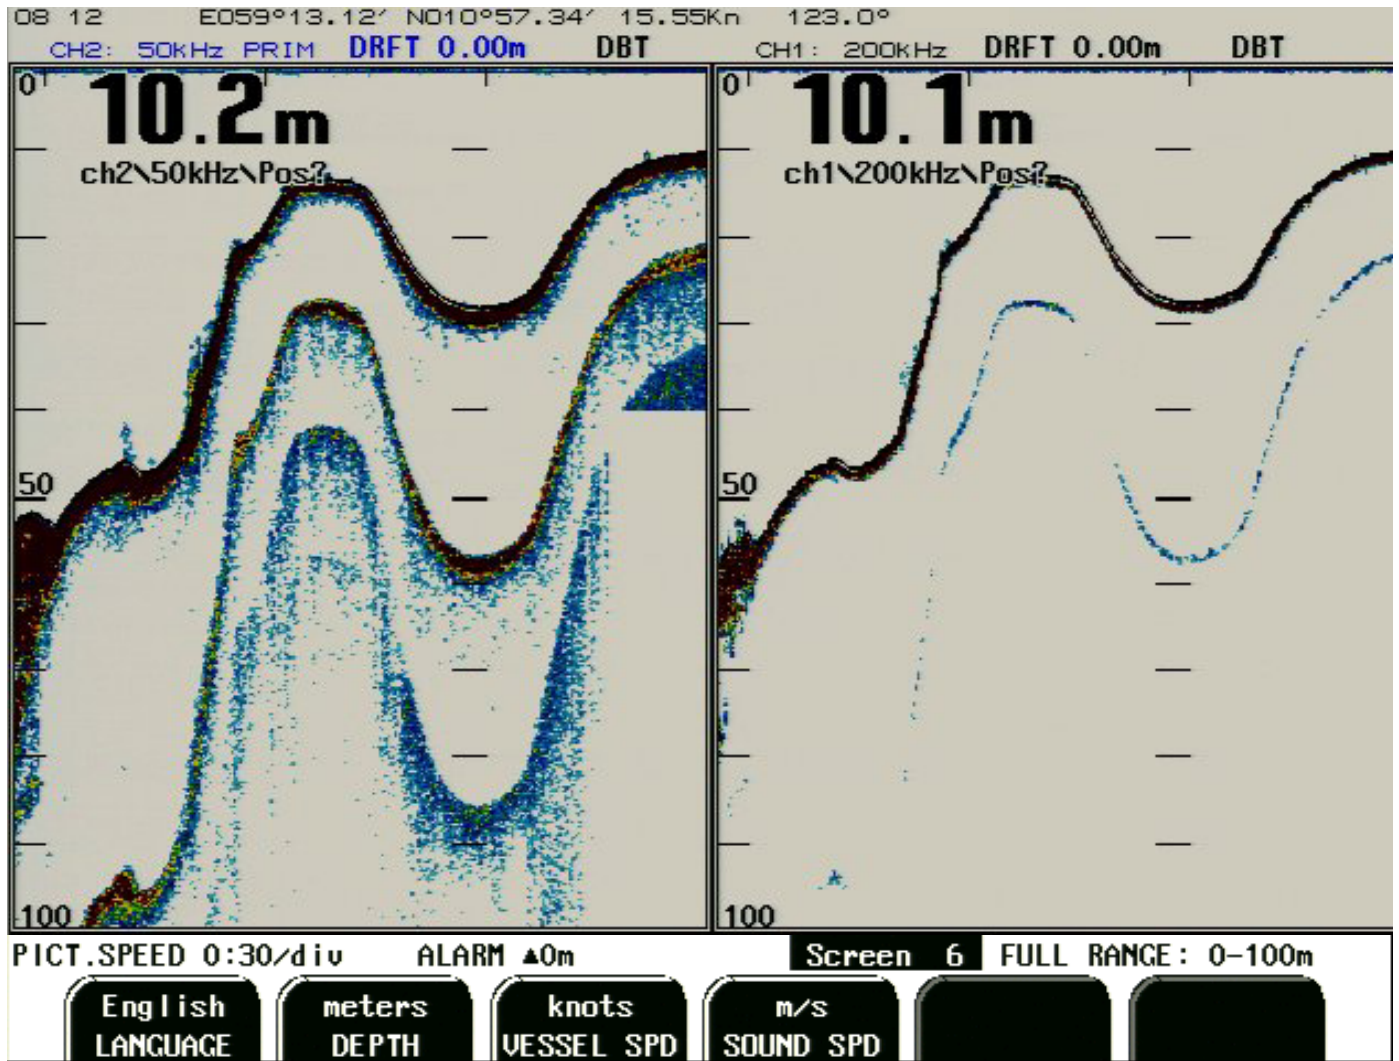 08 12 E059°13.12′ N010°57.34′ 15.55Kn 123.0°
CH2: 50KHz PRIM DRFT 0.00m DBT CH1: 200KHz DRFT 0.00m DBT
0 10.2m
ch2\50kHz\Pos?
50
100
0 10.1m
ch1\200kHz\Pos?
50
100
PICT.SPEED 0:30/div ALARM ▲0m Screen 6 FULL RANGE: 0-100m
English meters knots m/s
LANGUAGE DEPTH VESSEL SPD SOUND SPD